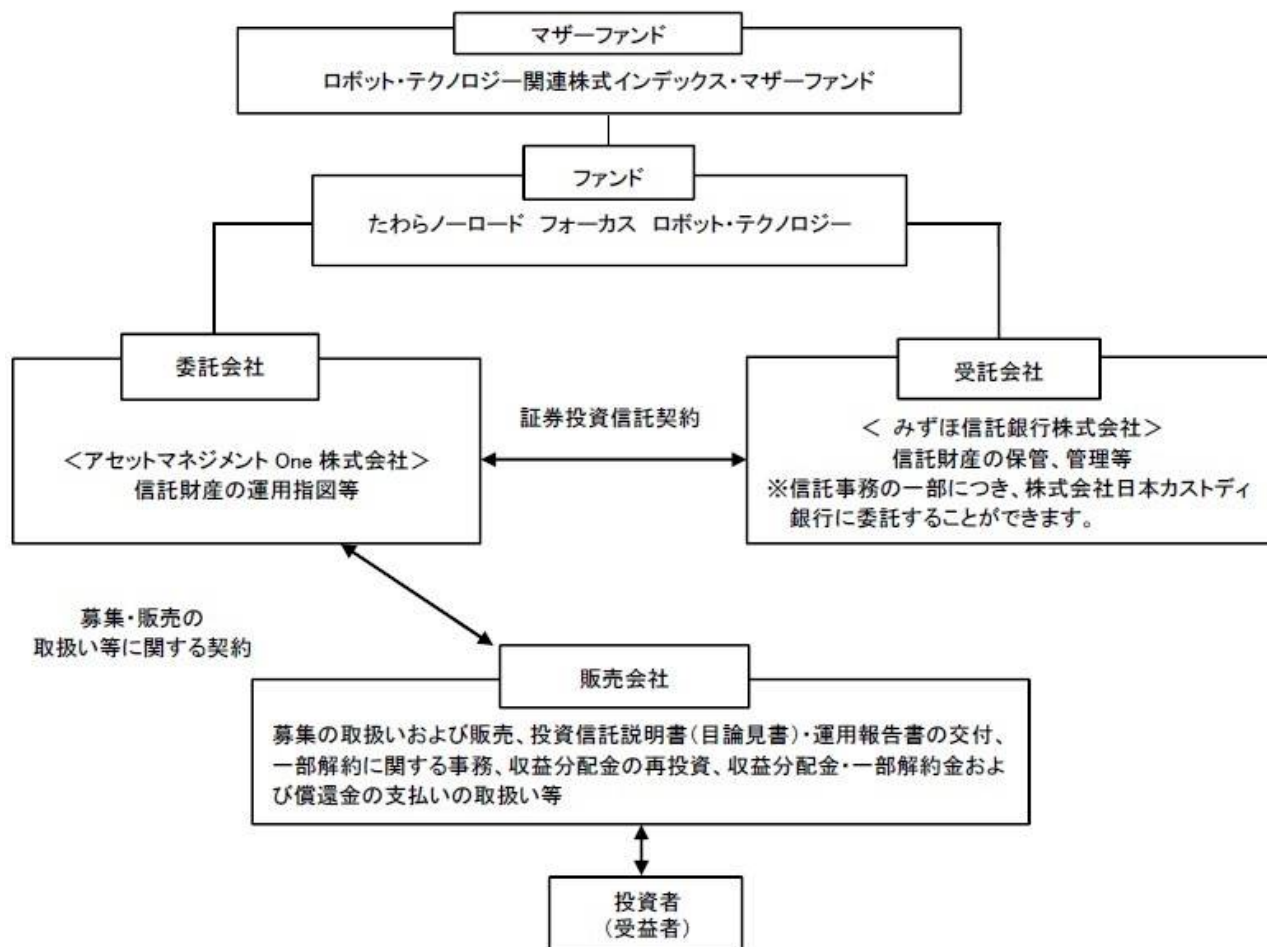 マザーファンド
ロボット・テクノロジー関連株式インデックス・マザーファンド
ファンド
たわらノーロード フォーカス ロボット・テクノロジー
委託会社
<アセットマネジメント One 株式会社>
信託財産の運用指図等
証券投資信託契約
受託会社
< みずほ信託銀行株式会社>
信託財産の保管、管理等
※信託事務の一部につき、株式会社日本カストディ
銀行に委託することができます。
募集・販売の
取扱い等に関する契約
販売会社
募集の取扱いおよび販売、投資信託説明書(目論見書)・運用報告書の交付、
一部解約に関する事務、収益分配金の再投資、収益分配金・一部解約金およ
び償還金の支払いの取扱い等
投資者
(受益者)